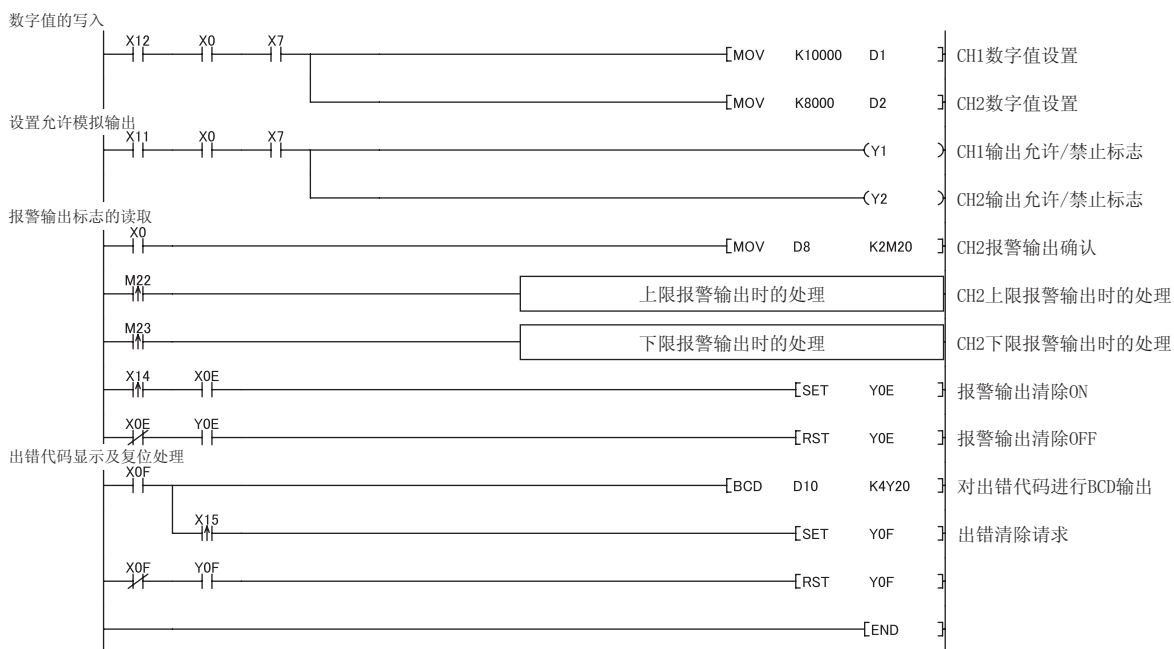 数字值的写入
X12 X0 X7 [MOV K10000 D1 ] CH1数字值设置
[MOV K8000 D2 ] CH2数字值设置
设置允许模拟输出
X11 X0 X7 (Y1 ) CH1输出允许/禁止标志
(Y2 ) CH2输出允许/禁止标志
报警输出标志的读取
X0 [MOV D8 K2M20 ] CH2报警输出确认
M22 上限报警输出时的处理 CH2上限报警输出时的处理
M23 下限报警输出时的处理 CH2下限报警输出时的处理
X14 X0E [SET Y0E ] 报警输出清除ON
X0E Y0E [RST Y0E ] 报警输出清除OFF
出错代码显示及复位处理
X0F [BCD D10 K4Y20 ] 对出错代码进行BCD输出
X15 [SET Y0F ] 出错清除请求
X0F Y0F [RST Y0F ]
[END ]